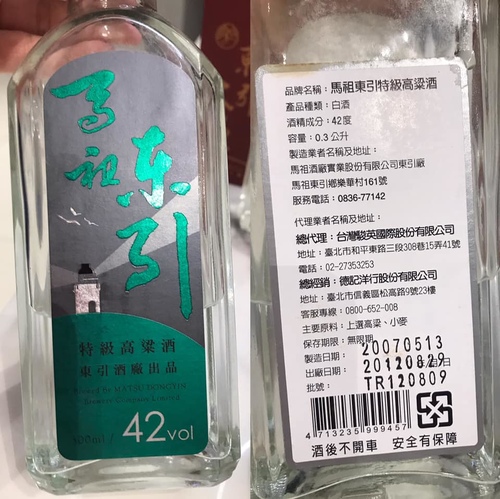 馬祖
東引
特級高粱酒
東引酒廠出品
42vol
品牌名稱：馬祖東引特級高粱酒
產品種類：白酒
酒精成分：42度
容量：0.3公升
製造業者名稱及地址：
馬祖酒廠實業股份有限公司東引廠
馬祖東引鄉樂華村161號
服務電話：0836-77142
代理業者名稱及地址：
總代理：台灣駿英國際股份有限公司
地址：臺北市和平東路三段308巷15弄41號
電話：02-27353253
總經銷：德記洋行股份有限公司
地址：臺北市信義區松高路9號23樓
客服專線：0800-652-008
主要原料：上選高粱、小麥
保存期限：無限期
製造日期：20070513
出廠日期：20120829
批號：TR120809
4713235999457
酒後不開車 安全有保障